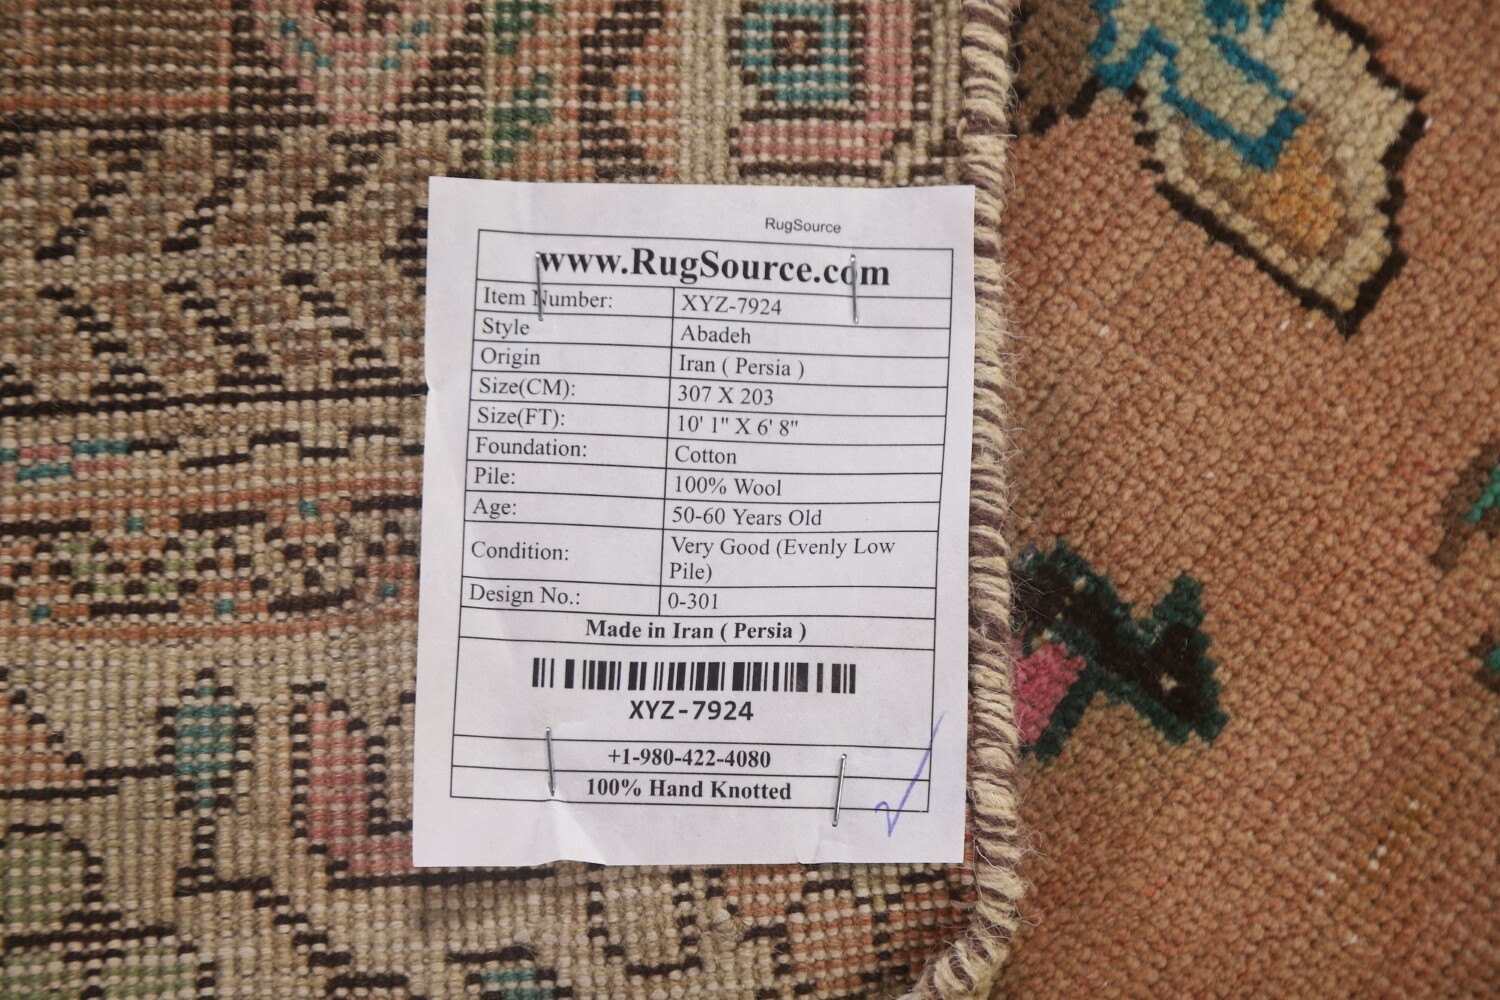 RugSource
www.RugSource.com
Item Number: XYZ-7924
Style Abadeh
Origin Iran ( Persia )
Size(CM): 307 X 203
Size(FT): 10' 1" X 6' 8"
Foundation: Cotton
Pile: 100% Wool
Age: 50-60 Years Old
Condition: Very Good (Evenly Low
Pile)
Design No.: 0-301
Made in Iran ( Persia )
XYZ-7924
+1-980-422-4080
100% Hand Knotted